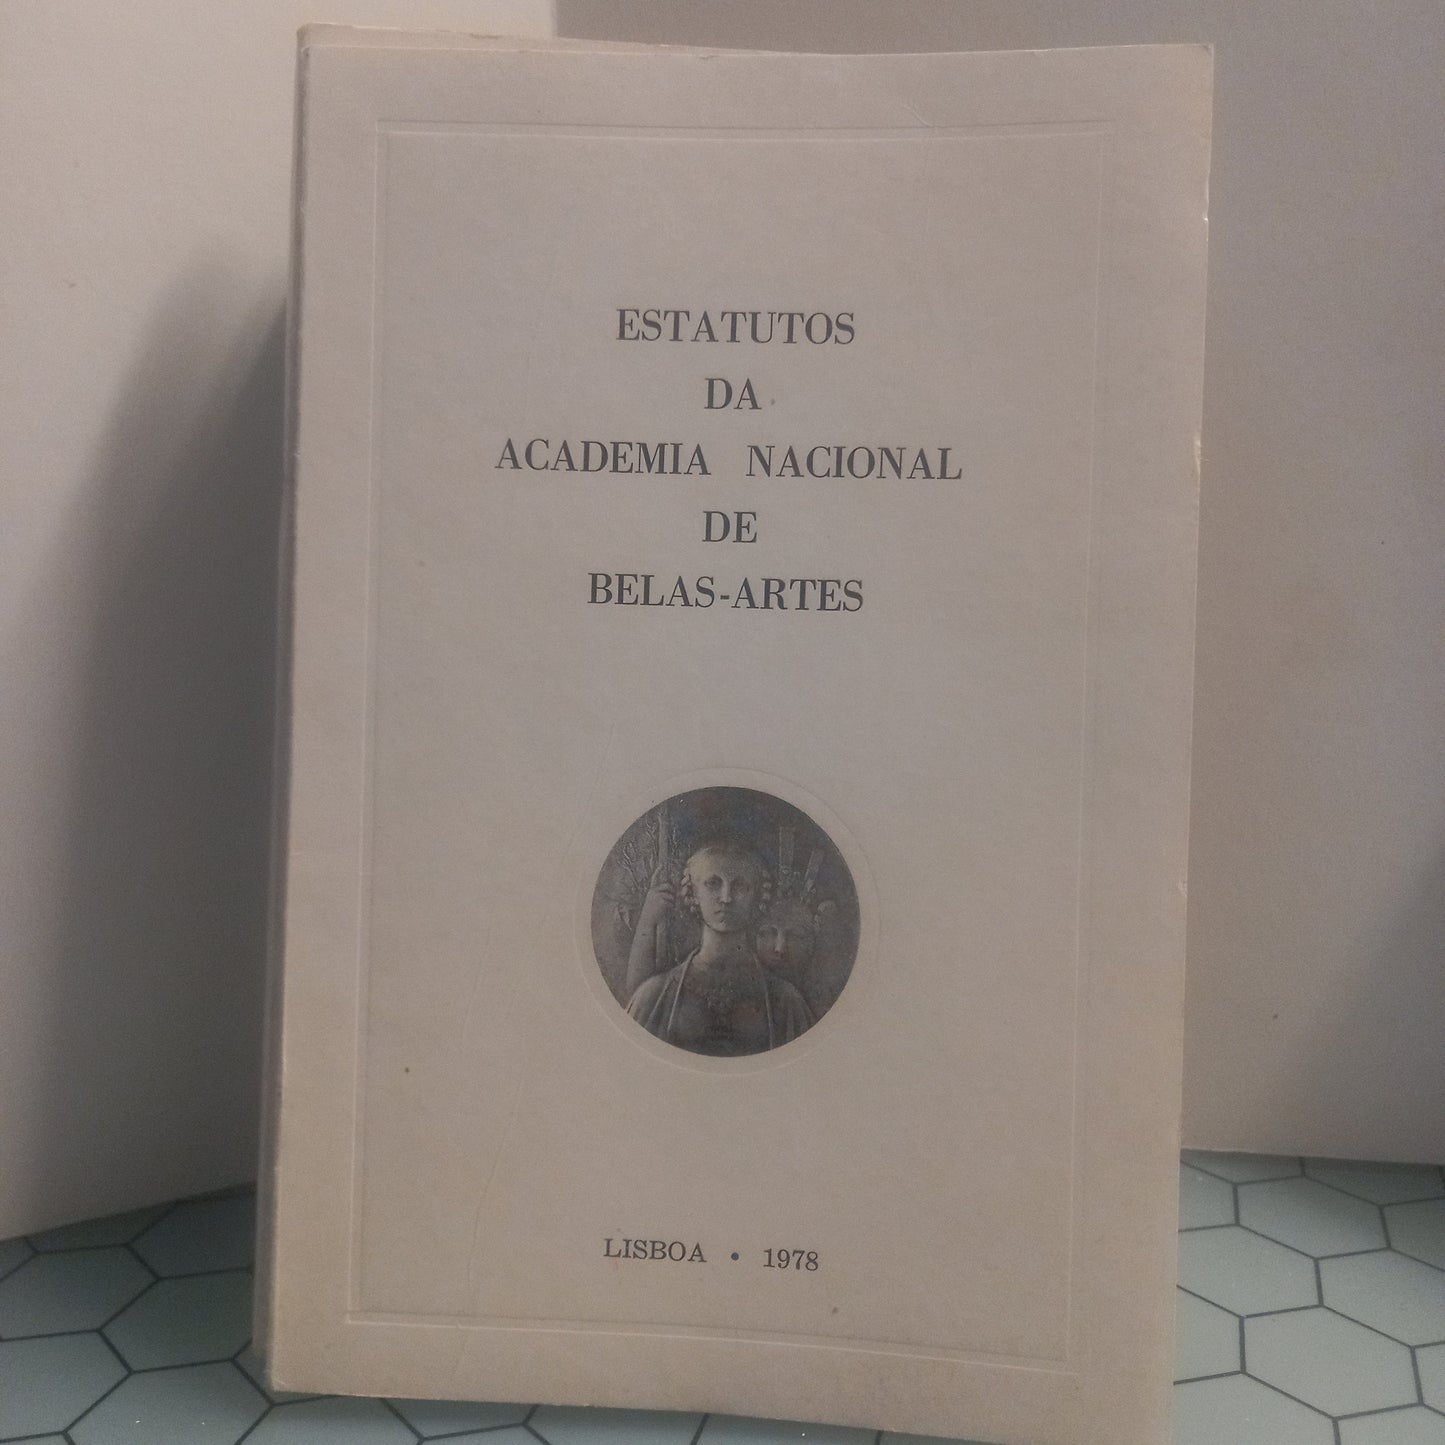 ESTATUTOS
DA
ACADEMIA NACIONAL
DE
BELAS-ARTES
LISBOA • 1978